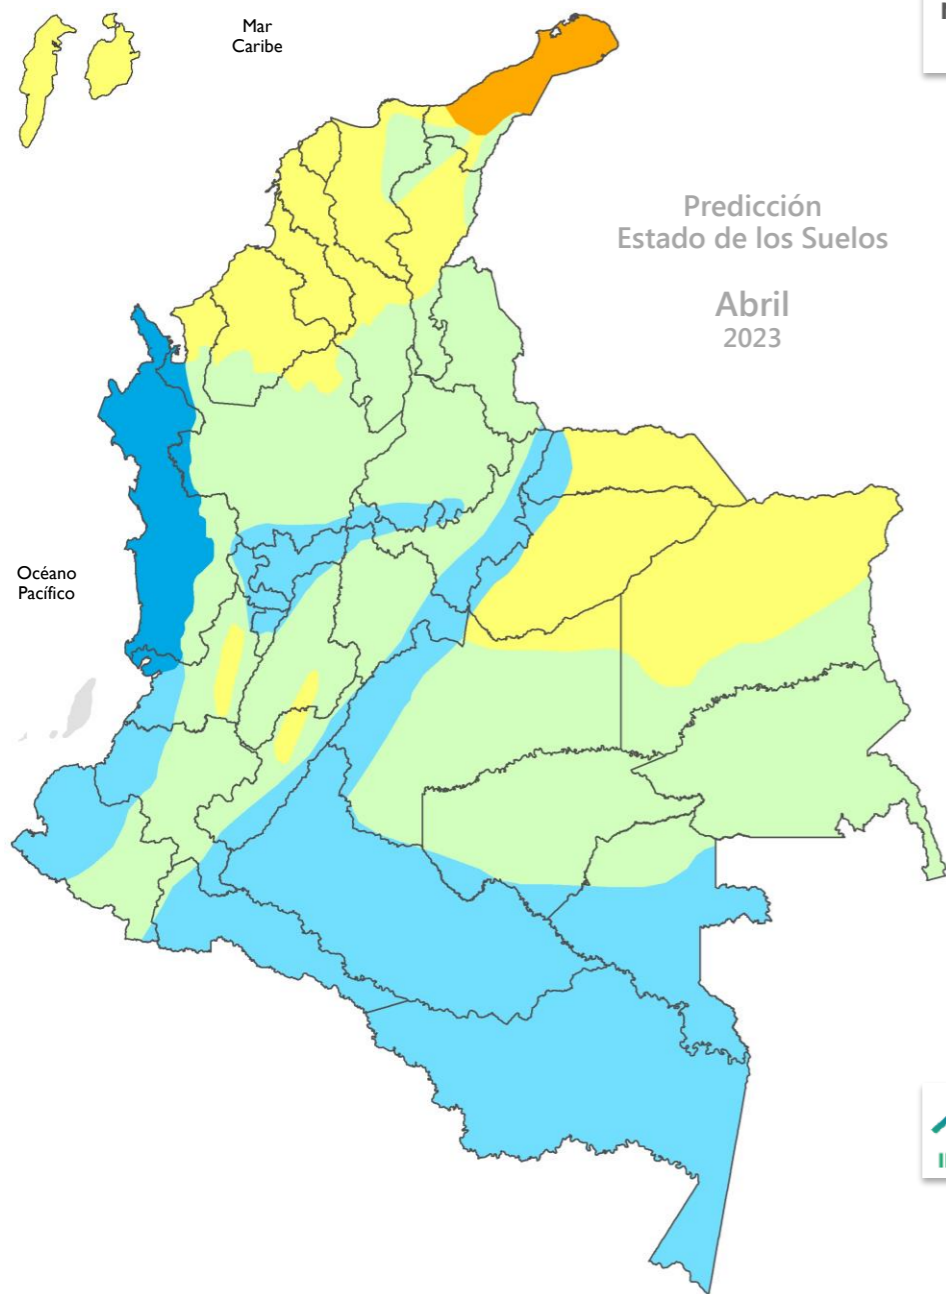 Mar
Caribe
Predicción
Estado de los Suelos
Abril
2023
Océano
Pacífico